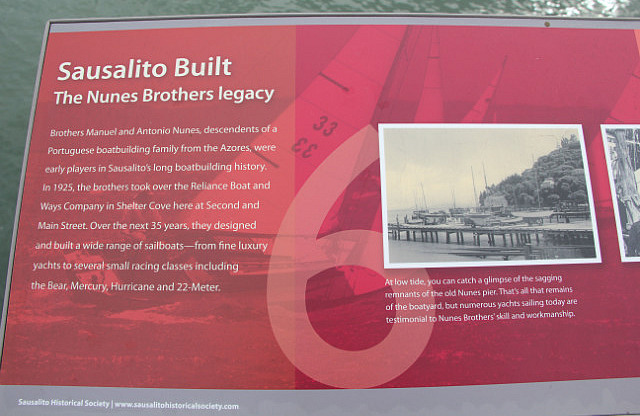 Sausalito Built
The Nunes Brothers legacy
Brothers Manuel and Antonio Nunes, descendents of a
Portuguese boatbuilding family from the Azores, were
early players in Sausalito's long boatbuilding history.
In 1925, the brothers took over the Reliance Boat and
Ways Company in Shelter Cove here at Second and
Main Street. Over the next 35 years, they designed
and built a wide range of sailboats—from fine luxury
yachts to several small racing classes including
the Bear, Mercury, Hurricane and 22-Meter.
33
33
6
At low tide, you can catch a glimpse of the sagging
remnants of the old Nunes pier. That's all that remains
of the boatyard, but numerous yachts sailing today are
testimonial to Nunes Brothers' skill and workmanship.
Sausalito Historical Society | www.sausalitohistoricalsociety.com